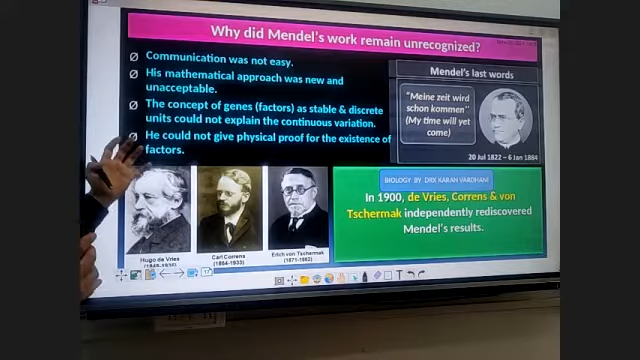 Why did Mendel's work remain unrecognized?
Communication was not easy.
His mathematical approach was new and
unacceptable.
The concept of genes (factors) as stable & discrete
units could not explain the continuous variation.
He could not give physical proof for the existence of
factors.
Mendel's last words
"Meine zeit wird
schon kommen"
(My time will yet
come)
20 Jul 1822 – 6 Jan 1884
BIOLOGY BY DRX KARAN VARDHANI
In 1900, de Vries, Correns & von
Tschermak independently rediscovered
Mendel's results.
Hugo de Vries
Carl Correns
(1864-1933)
Erich von Tschermak
(1871-1962)
17